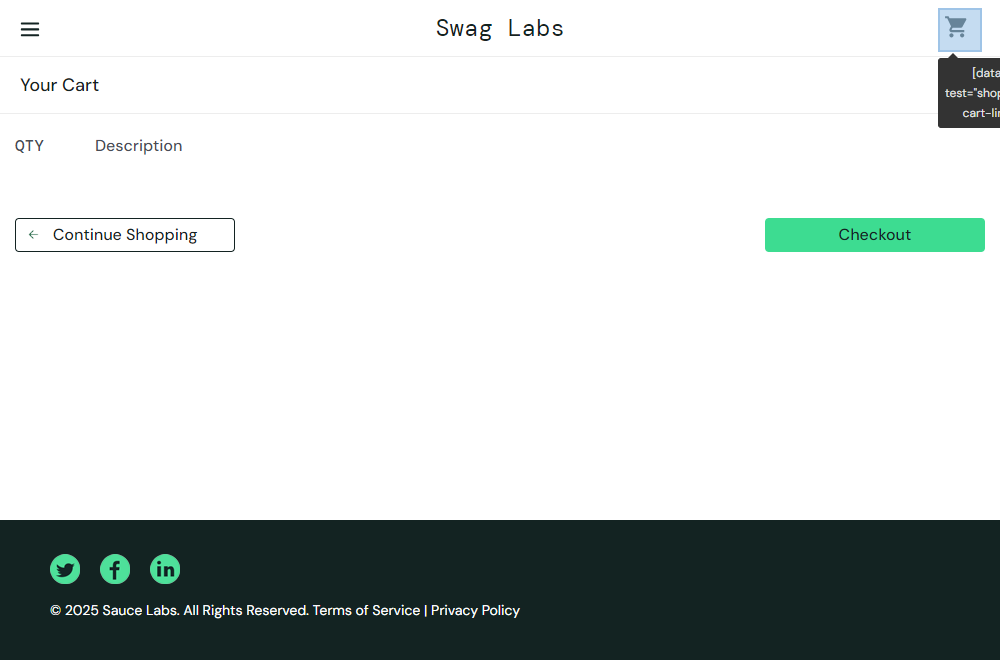 Swag Labs
Your Cart
[data
test="shop
cart-lin
QTY Description
← Continue Shopping
Checkout
© 2025 Sauce Labs. All Rights Reserved. Terms of Service | Privacy Policy